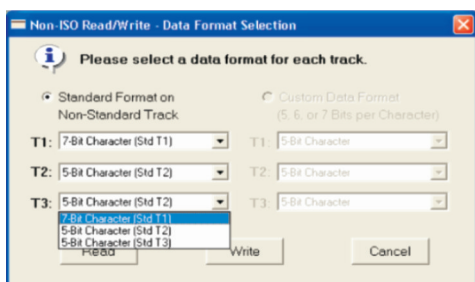 Non-ISO Read/Write - Data Format Selection
Please select a data format for each track.
Standard Format on
Non-Standard Track
Custom Data Format
(5, 6, or 7 Bits per Character)
T1: 7-Bit Character (Std T1) T1: 5-Bit Character
T2: 5-Bit Character (Std T2) T2: 5-Bit Character
T3: 5-Bit Character (Std T2) T3: 5-Bit Character
7-Bit Character (Std T1)
5-Bit Character (Std T2)
5-Bit Character (Std T3)
Read Write Cancel